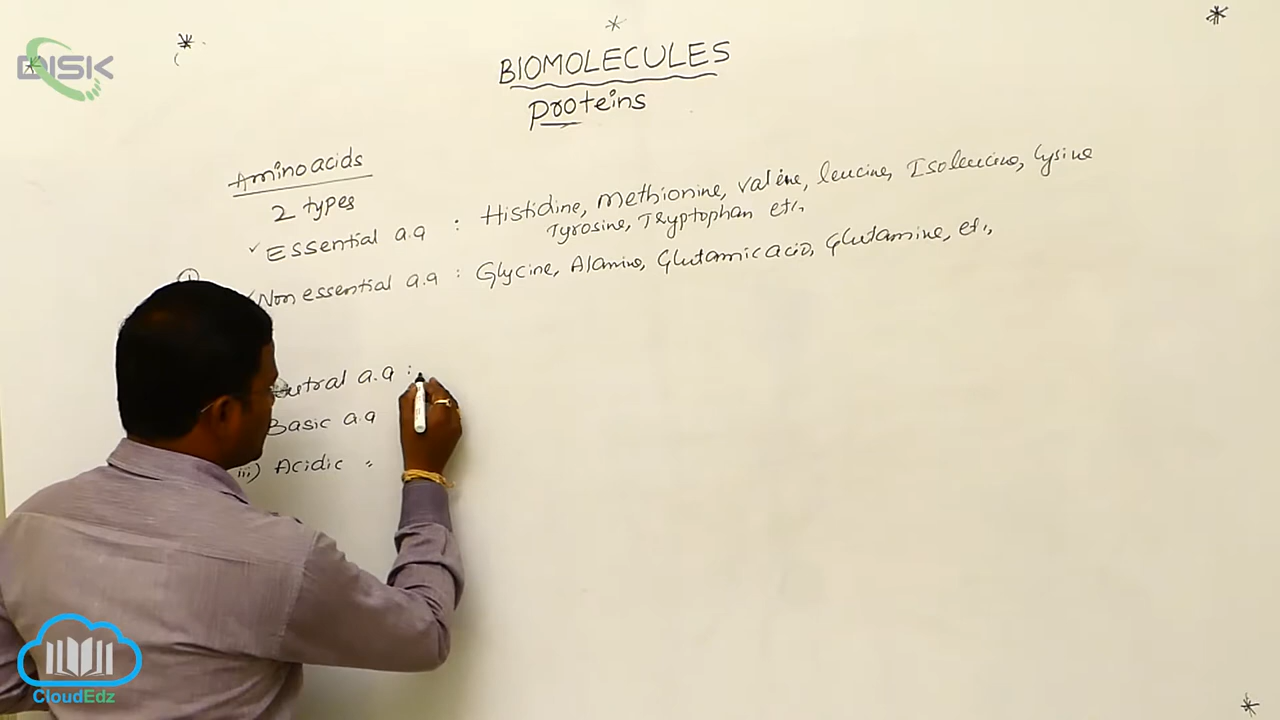 DISK
BIOMOLECULES
Proteins
Aminoacids
2 types
✓ Essential a.a : Histidine, Methionine, Valine, leucine, Isoleucine, Lysine
Tyrosine, Tryptophan etc.,
✓ Non essential a.a : Glycine, Alanine, Glutamic acid, Glutamine, etc.,
utral a.a :
Basic a.a
iii) Acidic "
CloudEdz